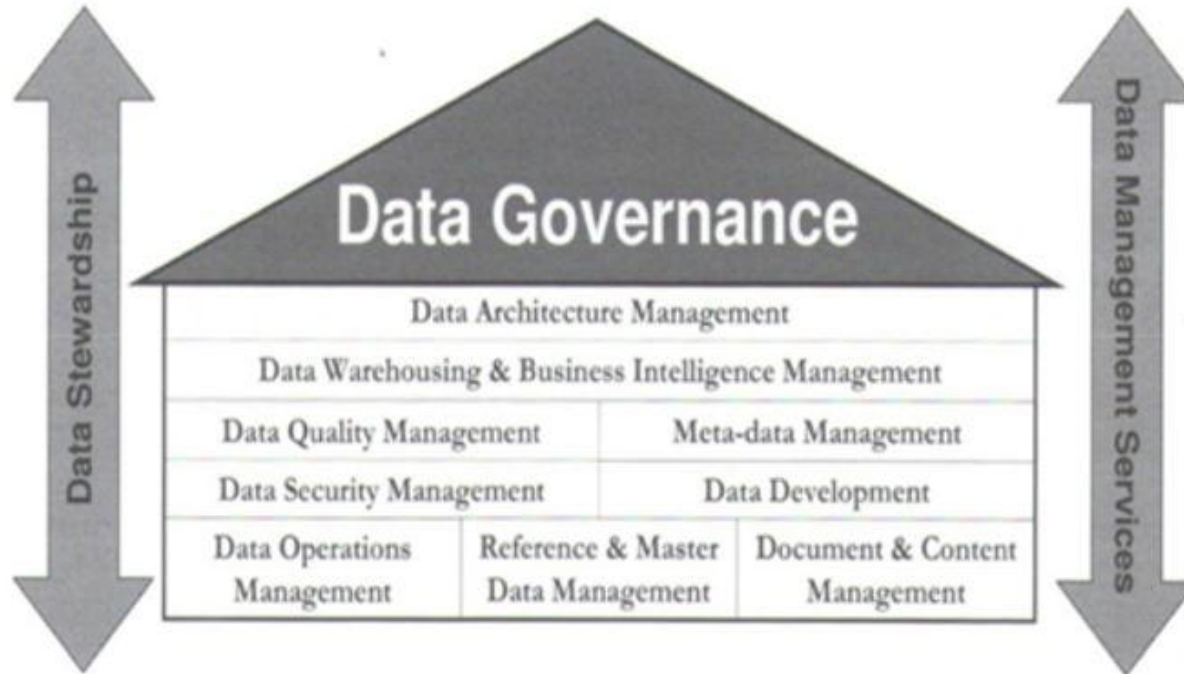 Data Stewardship
Data Governance
Data Management Services
Data Architecture Management
Data Warehousing & Business Intelligence Management
Data Quality Management
Meta-data Management
Data Security Management
Data Development
Data Operations
Management
Reference & Master
Data Management
Document & Content
Management